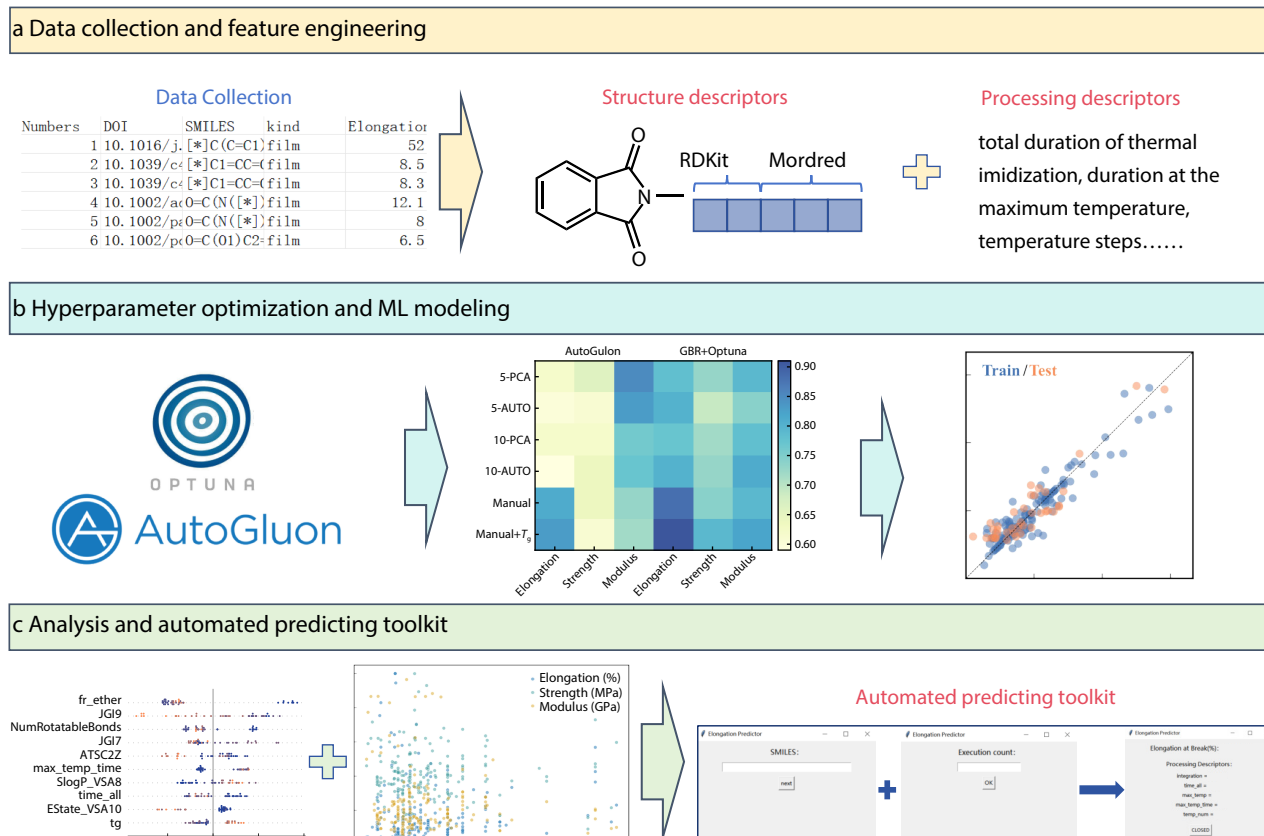 a Data collection and feature engineering
Data Collection
Numbers DOI SMILES kind Elongation
1 10.1016/j. [*]C(C=C1) film 52
2 10.1039/c4 [*]C1=CC=( film 8.5
3 10.1039/c4 [*]C1=CC=( film 8.3
4 10.1002/ac O=C(N([*]) film 12.1
5 10.1002/pa O=C(N([*]) film 8
6 10.1002/po O=C(O1)C2= film 6.5
Structure descriptors
O
N
O
RDKit Mordred
Processing descriptors
total duration of thermal
imidization, duration at the
maximum temperature,
temperature steps......
b Hyperparameter optimization and ML modeling
OPTUNA
AutoGluon
AutoGulon GBR+Optuna
5-PCA
5-AUTO
10-PCA
10-AUTO
Manual
Manual+Tg
Elongation Strength Modulus Elongation Strength Modulus
0.90
0.85
0.80
0.75
0.70
0.65
0.60
Train / Test
c Analysis and automated predicting toolkit
fr_ether
JGI9
NumRotatableBonds
JGI7
ATSC2Z
max_temp_time
SlogP_VSA8
time_all
EState_VSA10
tg
Elongation (%)
Strength (MPa)
Modulus (GPa)
Automated predicting toolkit
Elongation Predictor
SMILES:
next
Elongation Predictor
Execution count:
OK
Elongation Predictor
Elongation at Break(%):
Processing Descriptors:
integration =
time_all =
max_temp =
max_temp_time =
temp_num =
CLOSED